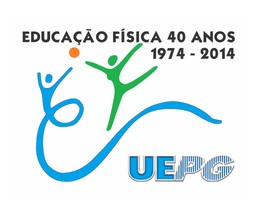 EDUCAÇÃO FÍSICA 40 ANOS
1974 - 2014
UEPG